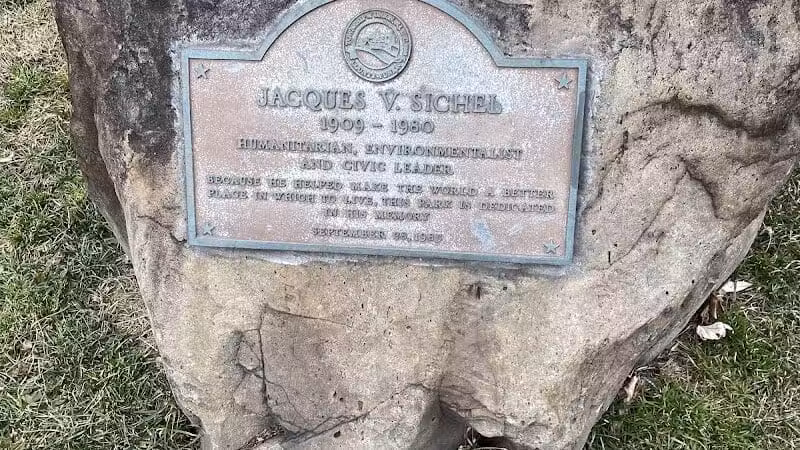 JACQUES V. SICHEL
1909 - 1980
HUMANITARIAN, ENVIRONMENTALIST
AND CIVIC LEADER
BECAUSE HE HELPED MAKE THE WORLD A BETTER
PLACE IN WHICH TO LIVE, THIS PARK IS DEDICATED
IN HIS MEMORY
SEPTEMBER